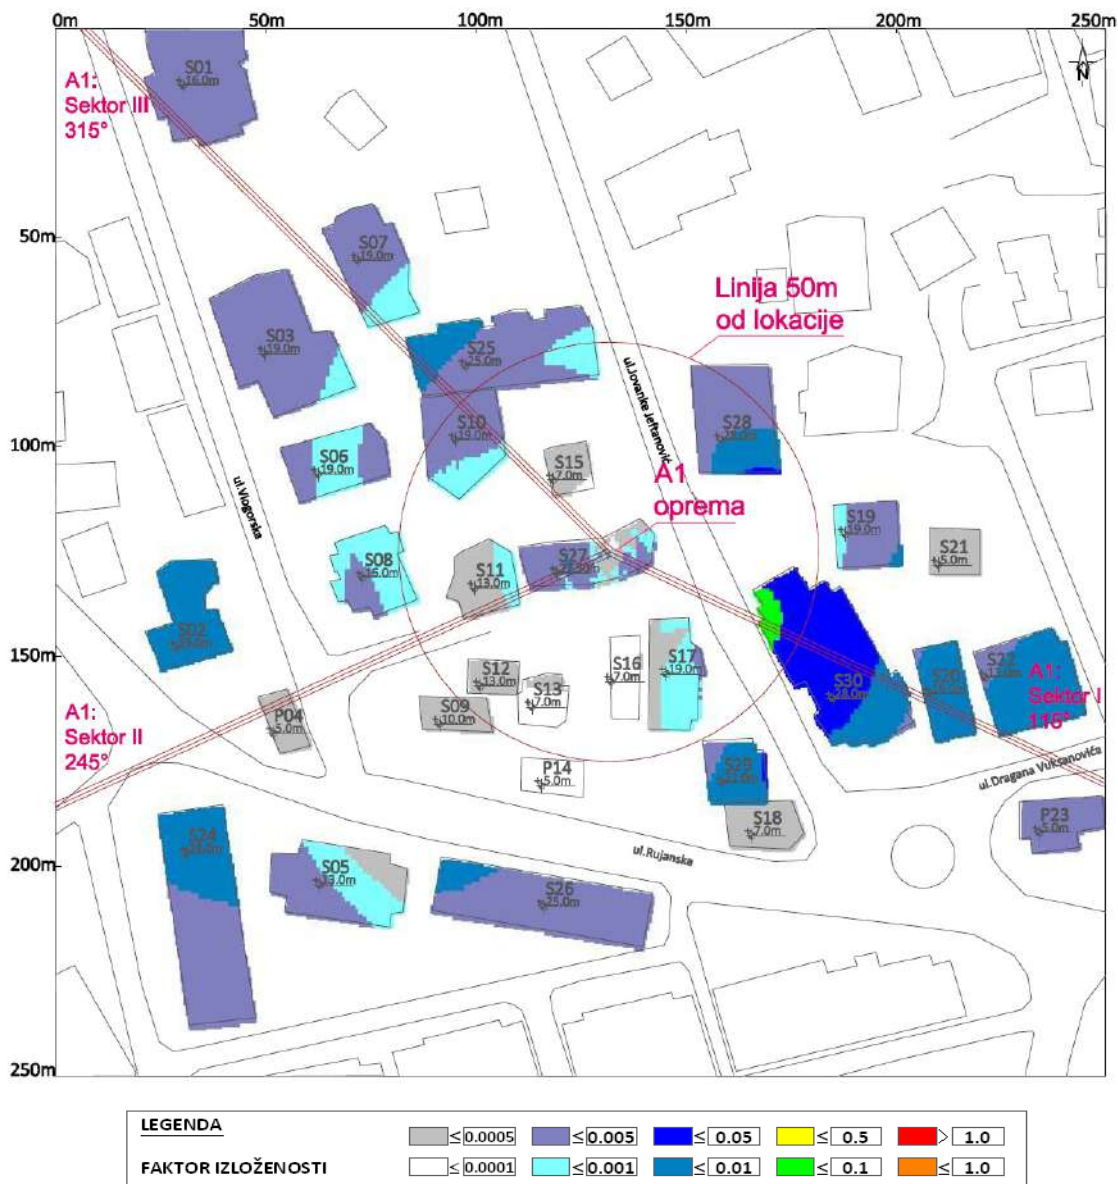 0m 50m 100m 150m 200m 250m
N
S01
16.0m
A1:
Sektor III
315°
50m
S07
19.0m
Linija 50m
od lokacije
S03
19.0m
S25
25.0m
ul.Jovanke Jeftanović
100m
S10
19.0m
S28
S06
19.0m
S15
7.0m
A1
oprema
ul.Visogorska
S19
19.0m
S27
S21
5.0m
S08
16.0m
S11
13.0m
150m
S02
S12
13.0m
S16
7.0m
S17
19.0m
S13
7.0m
S30
28.0m
S20
S22
A1:
Sektor I
115°
P04
5.0m
S09
10.0m
A1:
Sektor II
245°
S29
P14
5.0m
ul.Dragana Vuksanovića
S18
7.0m
P23
5.0m
S24
ul.Rujanska
200m
S05
13.0m
S26
25.0m
250m
LEGENDA
≤ 0.0005 ≤ 0.005 ≤ 0.05 ≤ 0.5 > 1.0
FAKTOR IZLOŽENOSTI ≤ 0.0001 ≤ 0.001 ≤ 0.01 ≤ 0.1 ≤ 1.0